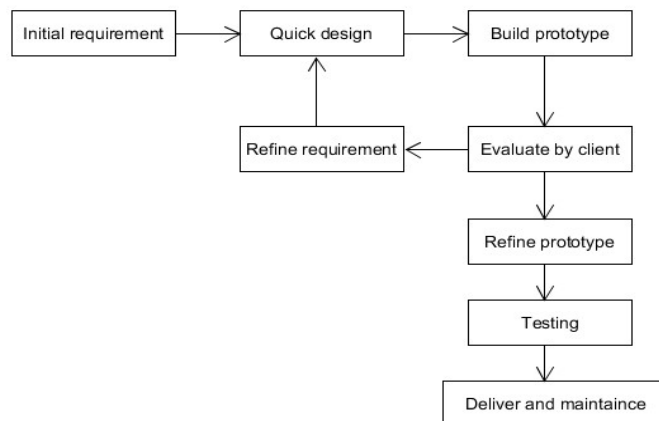 Initial requirement
Quick design
Build prototype
Refine requirement
Evaluate by client
Refine prototype
Testing
Deliver and maintaince